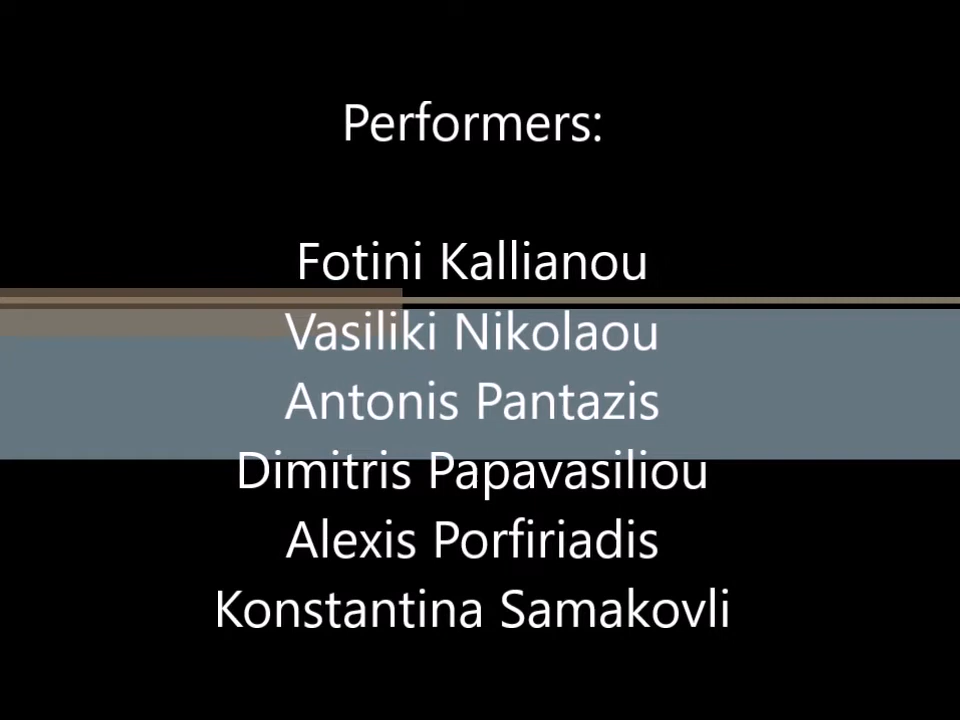 Performers:
Fotini Kallianou
Vasiliki Nikolaou
Antonis Pantazis
Dimitris Papavasiliou
Alexis Porfiriadis
Konstantina Samakovli